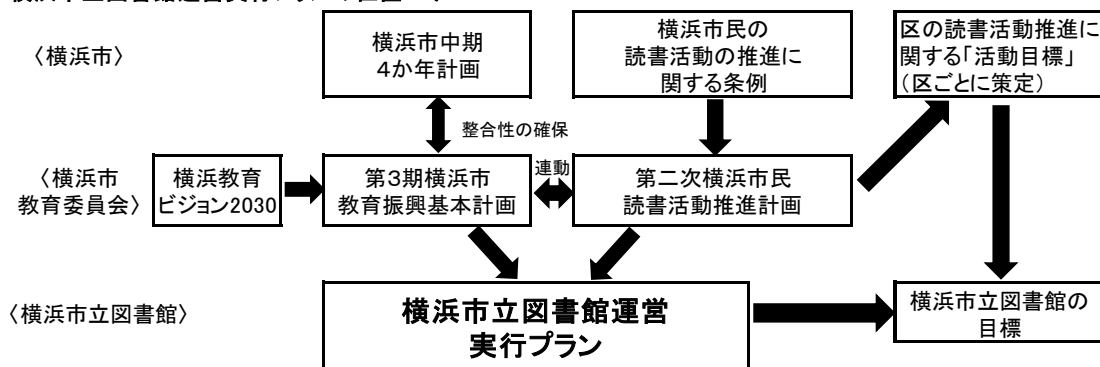 〈横浜市〉
横浜市中期
4か年計画
横浜市民の
読書活動の推進に
関する条例
区の読書活動推進に
関する「活動目標」
（区ごとに策定）
整合性の確保
〈横浜市
教育委員会〉
横浜教育
ビジョン2030
第3期横浜市
教育振興基本計画
連動
第二次横浜市民
読書活動推進計画
〈横浜市立図書館〉
横浜市立図書館運営
実行プラン
横浜市立図書館の
目標